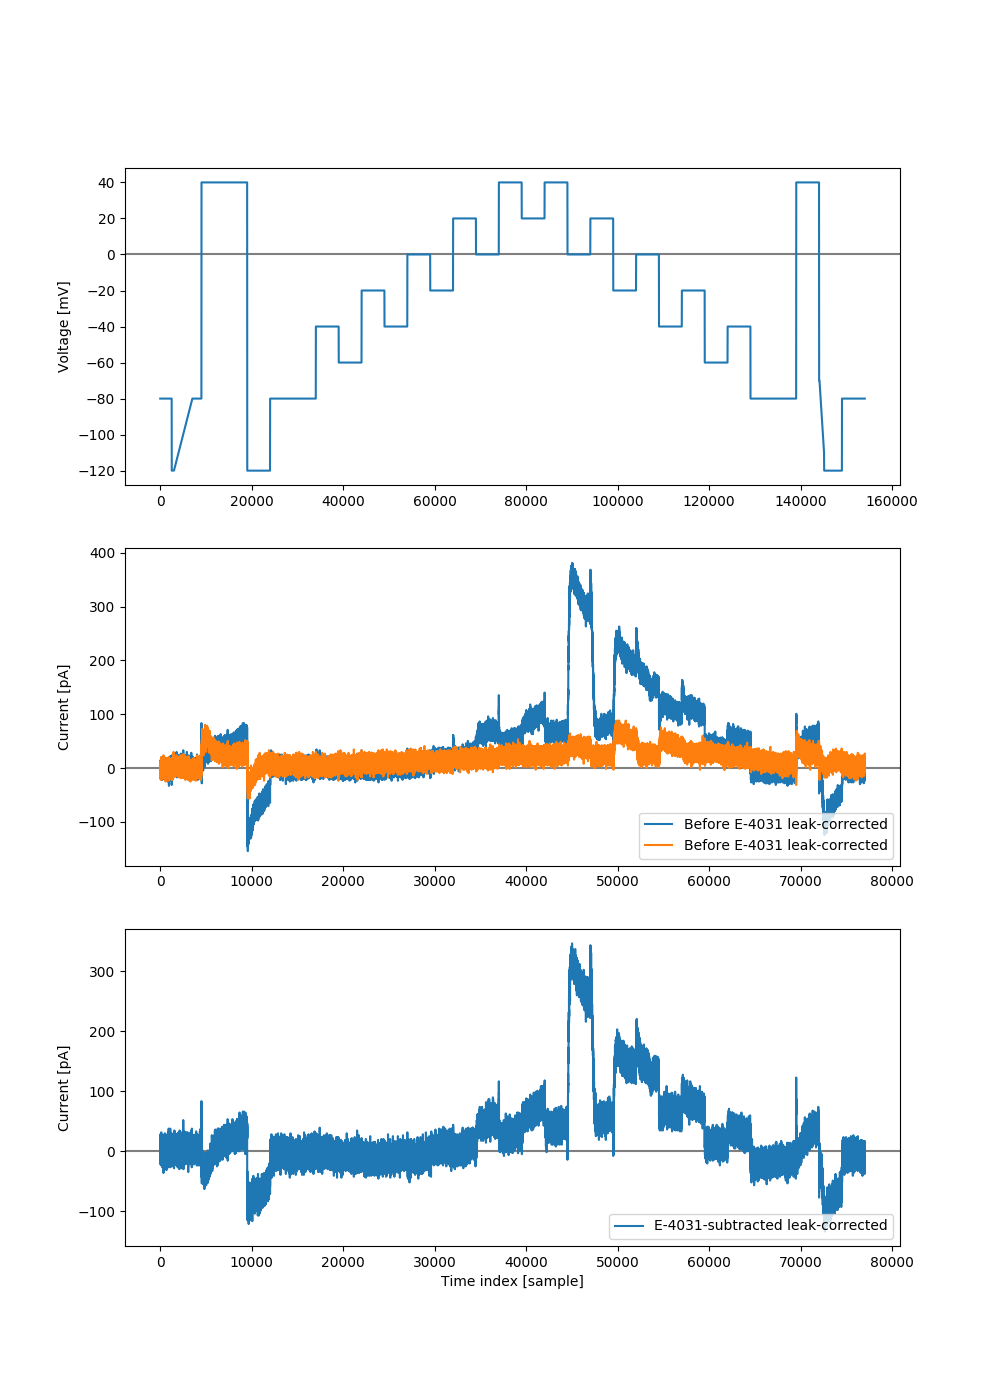 40
20
0
−20
−40
−60
−80
−100
−120
Voltage [mV]
0 20000 40000 60000 80000 100000 120000 140000 160000
400
300
200
100
0
−100
Current [pA]
Before E-4031 leak-corrected
Before E-4031 leak-corrected
0 10000 20000 30000 40000 50000 60000 70000 80000
300
200
100
0
−100
Current [pA]
E-4031-subtracted leak-corrected
0 10000 20000 30000 40000 50000 60000 70000 80000
Time index [sample]